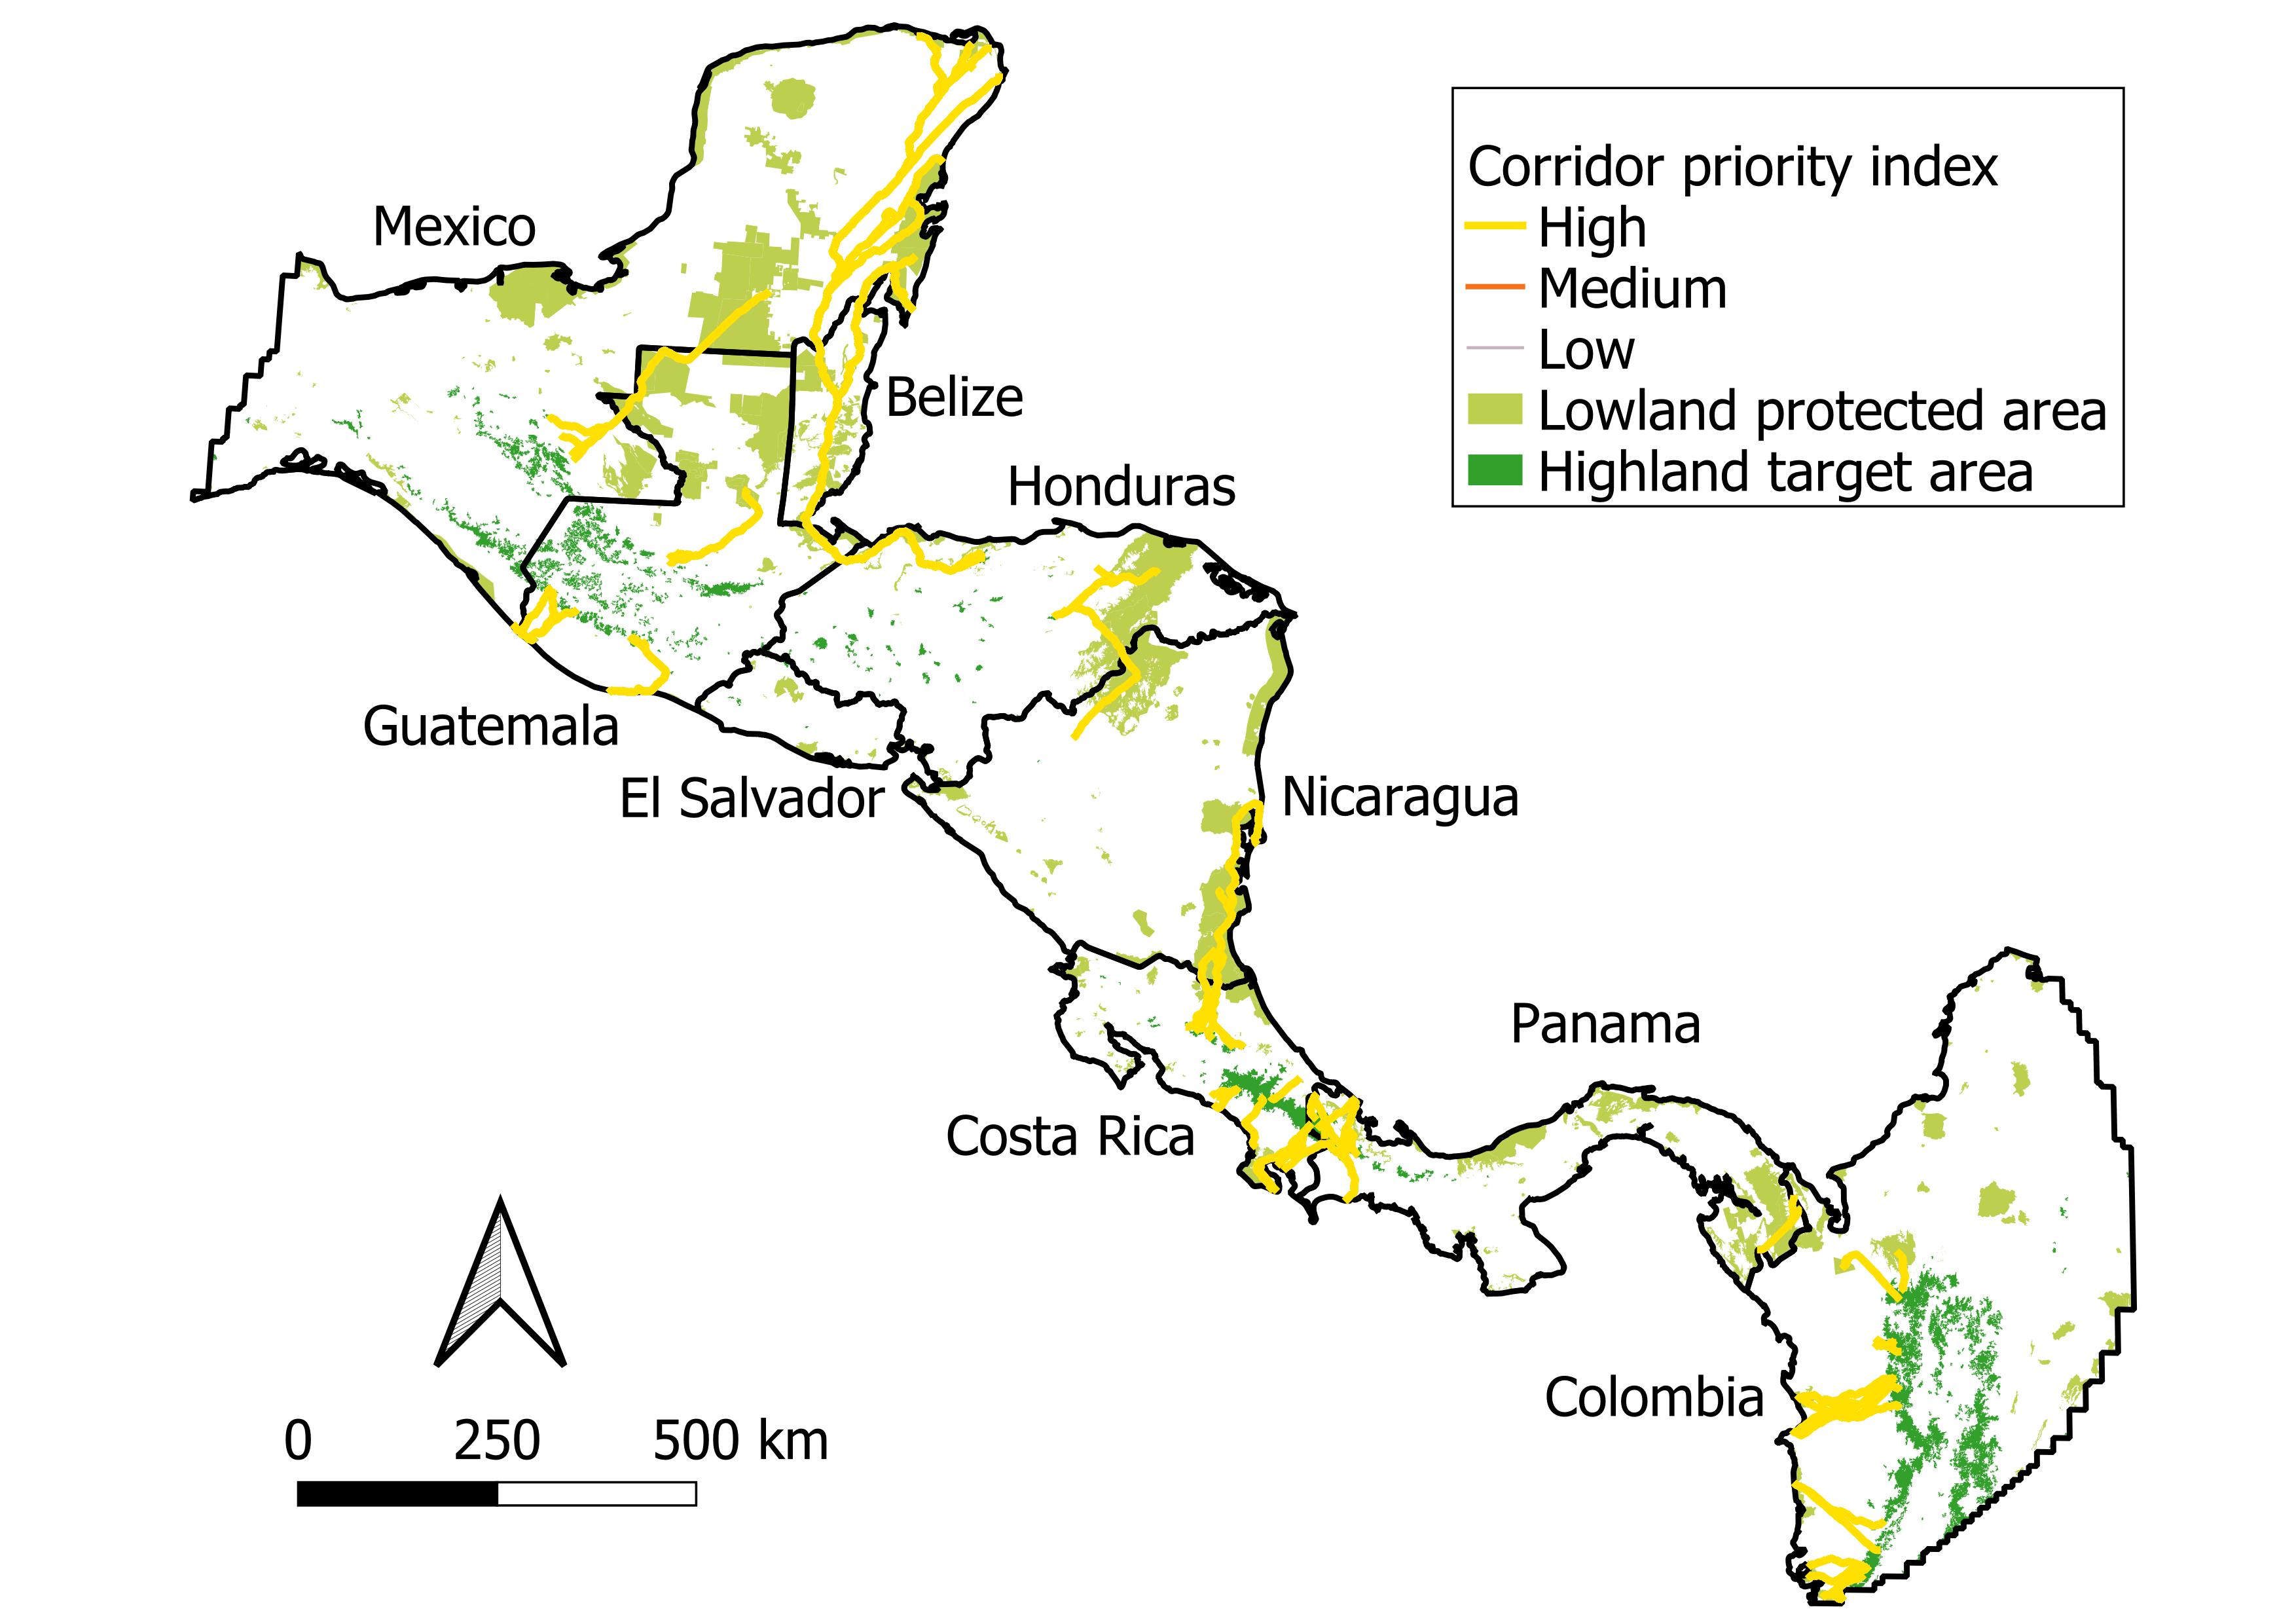 Corridor priority index
High
Medium
Low
Lowland protected area
Highland target area
Mexico
Belize
Honduras
Guatemala
El Salvador
Nicaragua
Costa Rica
Panama
Colombia
0 250 500 km